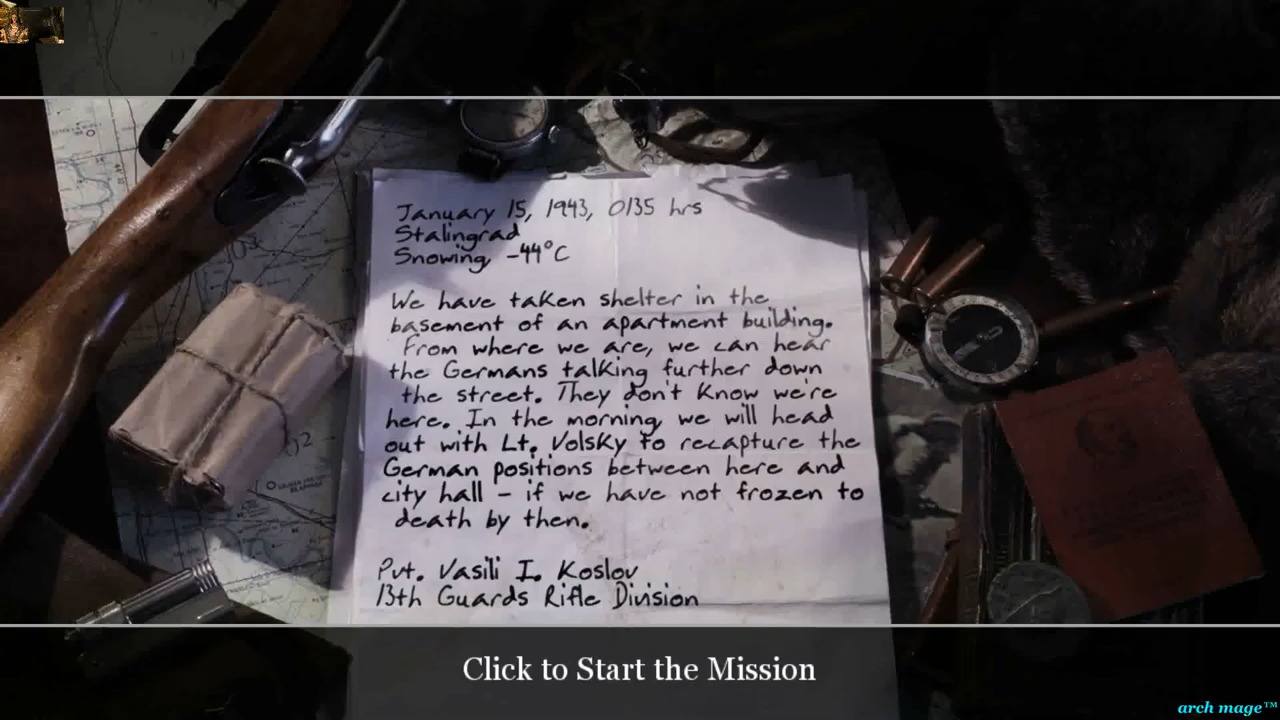 January 15, 1943, 0135 hrs
Stalingrad
Snowing, -44°C
We have taken shelter in the
basement of an apartment building.
From where we are, we can hear
the Germans talking further down
the street. They don't know we're
here. In the morning, we will head
out with Lt. Volsky to recapture the
German positions between here and
city hall - if we have not frozen to
death by then.
Pvt. Vasili I. Koslov
13th Guards Rifle Division
Click to Start the Mission
arch mage™